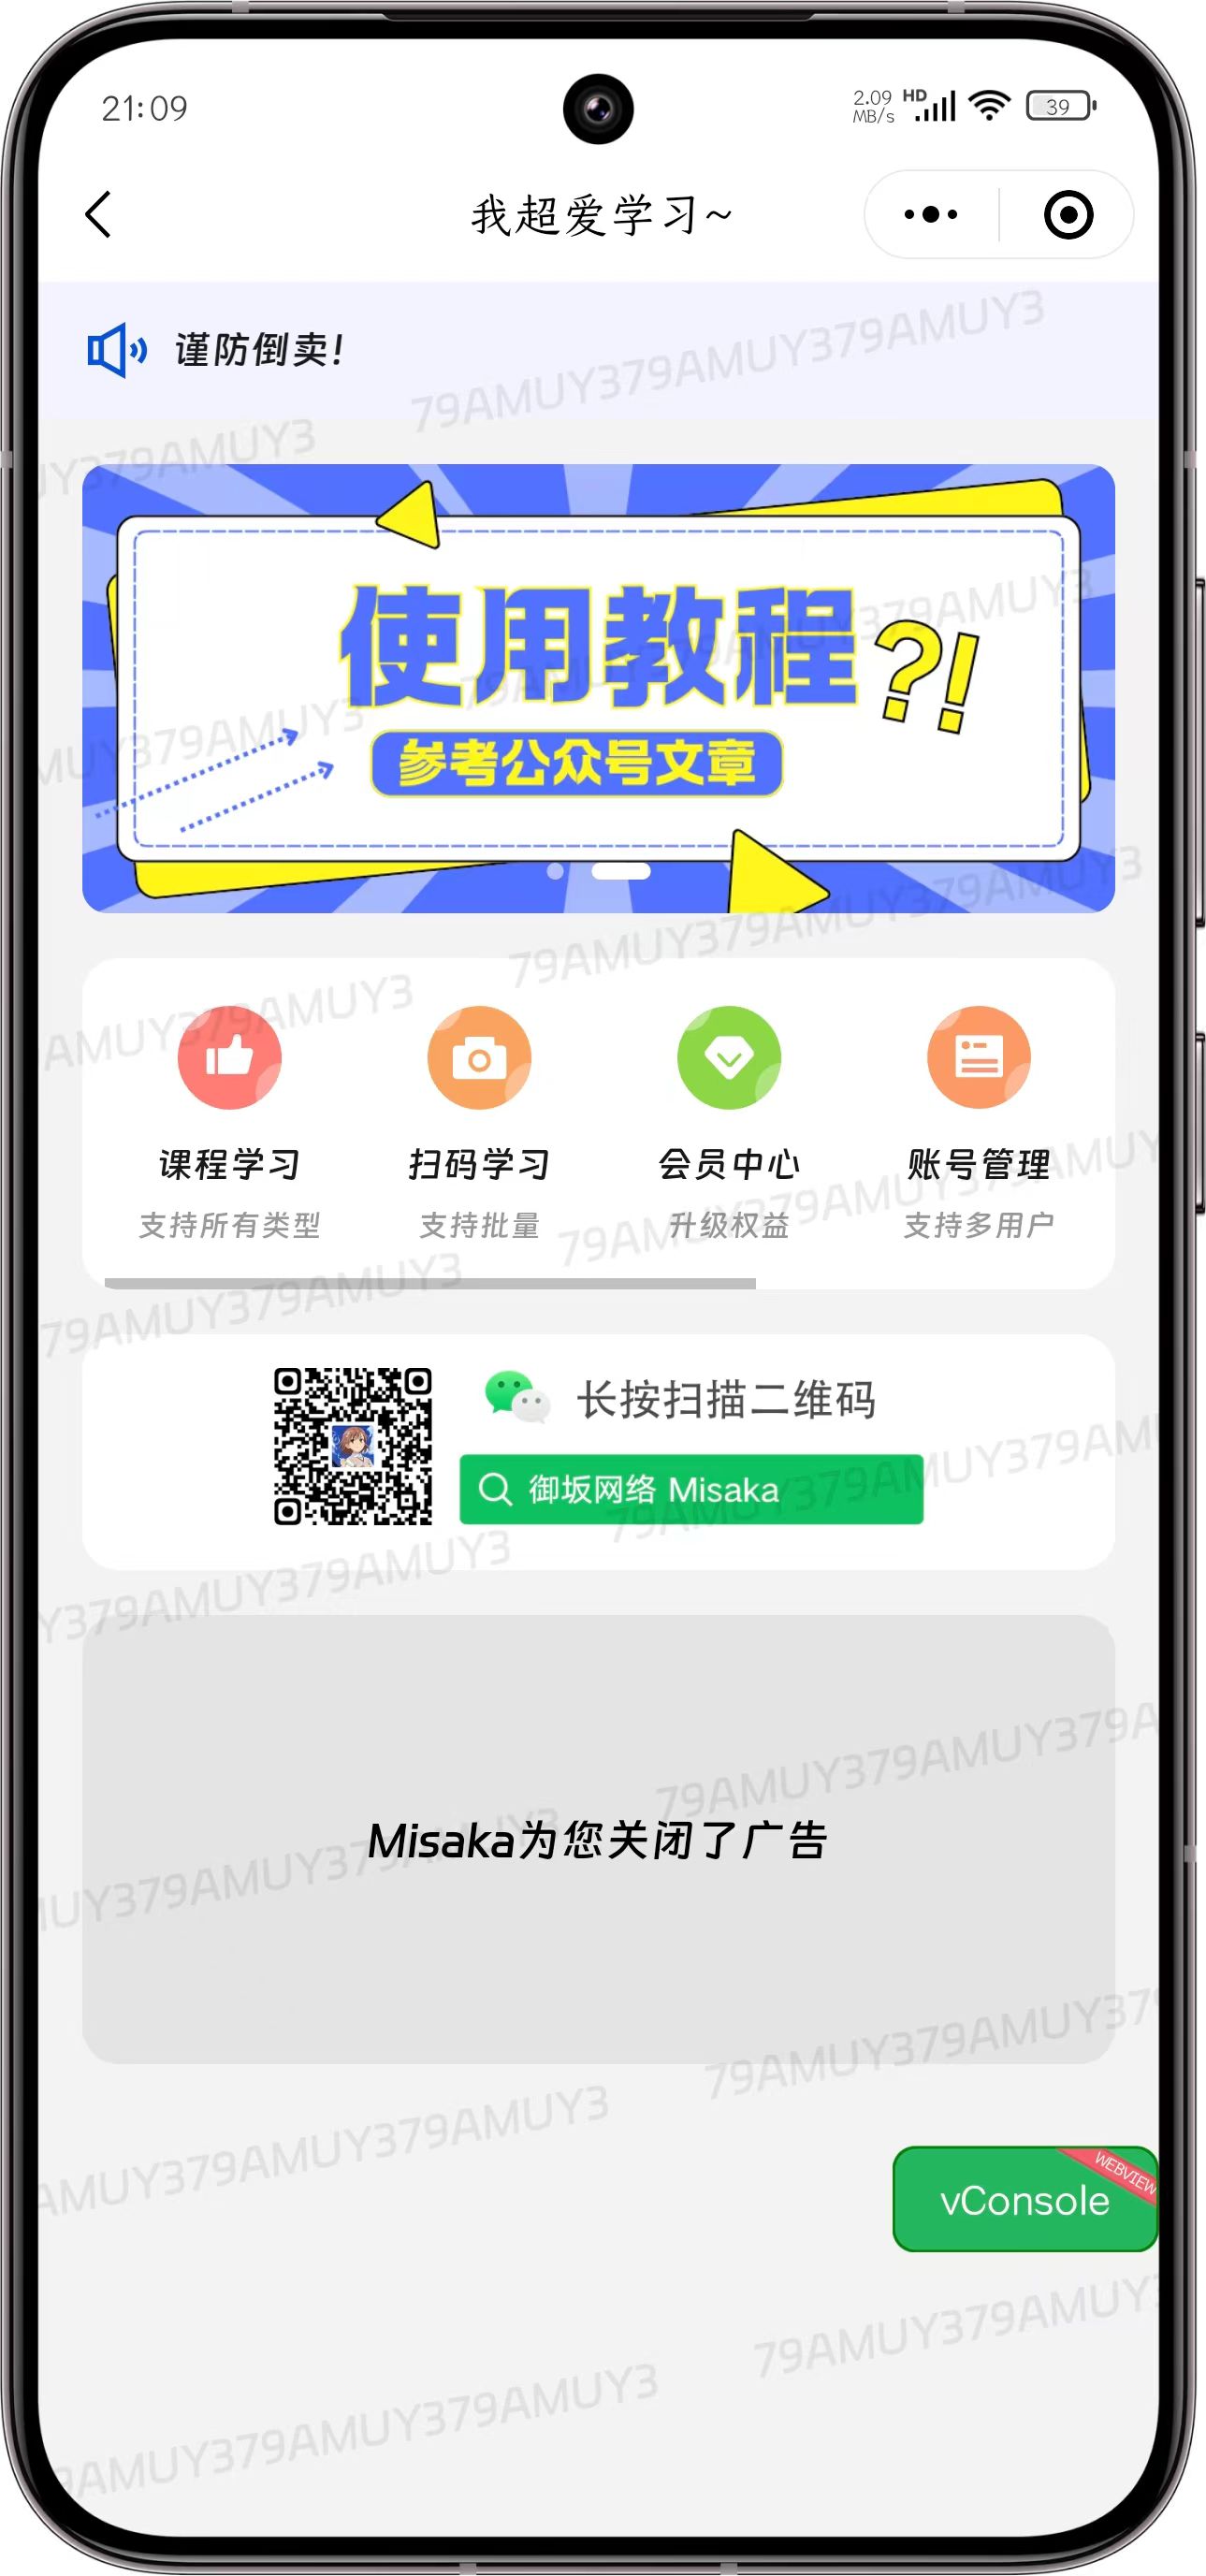 21:09
2.09 MB/s HD 39
我超爱学习~
谨防倒卖!
79AMUY379AMUY379AMUY3
使用教程?!
参考公众号文章
课程学习 扫码学习 会员中心 账号管理
支持所有类型 支持批量 升级权益 支持多用户
长按扫描二维码
御坂网络 Misaka
Misaka为您关闭了广告
WEBVIEW
vConsole